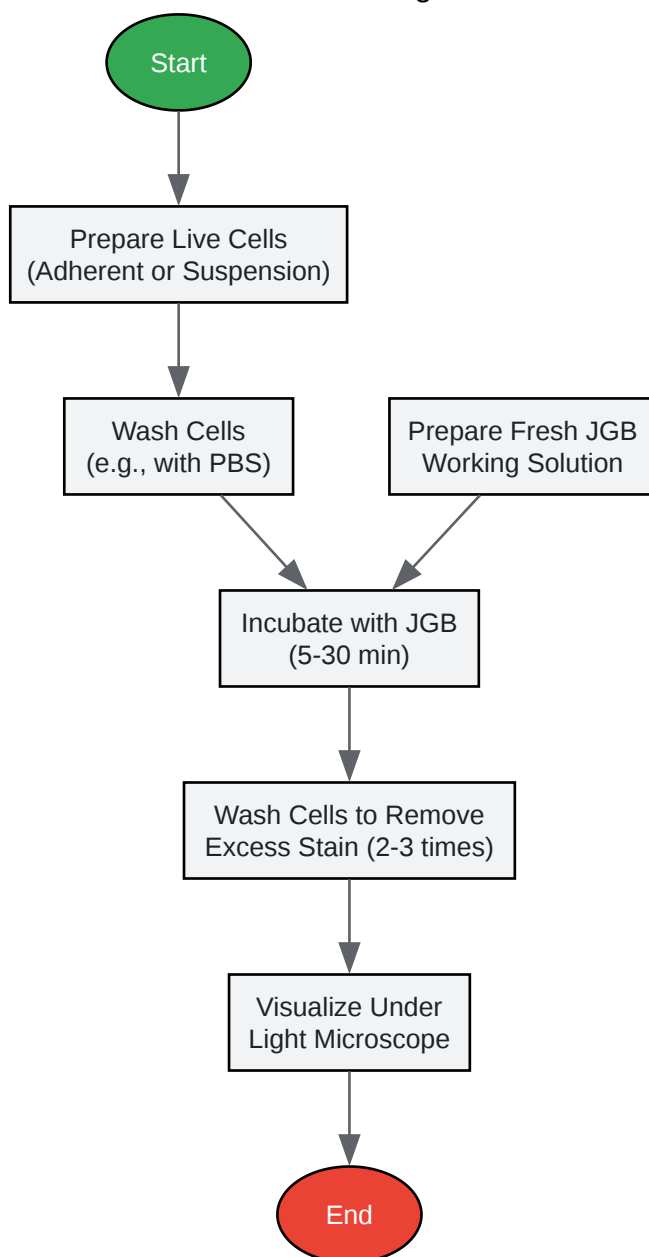 Start
Prepare Live Cells
(Adherent or Suspension)
Wash Cells
(e.g., with PBS)
Prepare Fresh JGB
Working Solution
Incubate with JGB
(5-30 min)
Wash Cells to Remove
Excess Stain (2-3 times)
Visualize Under
Light Microscope
End